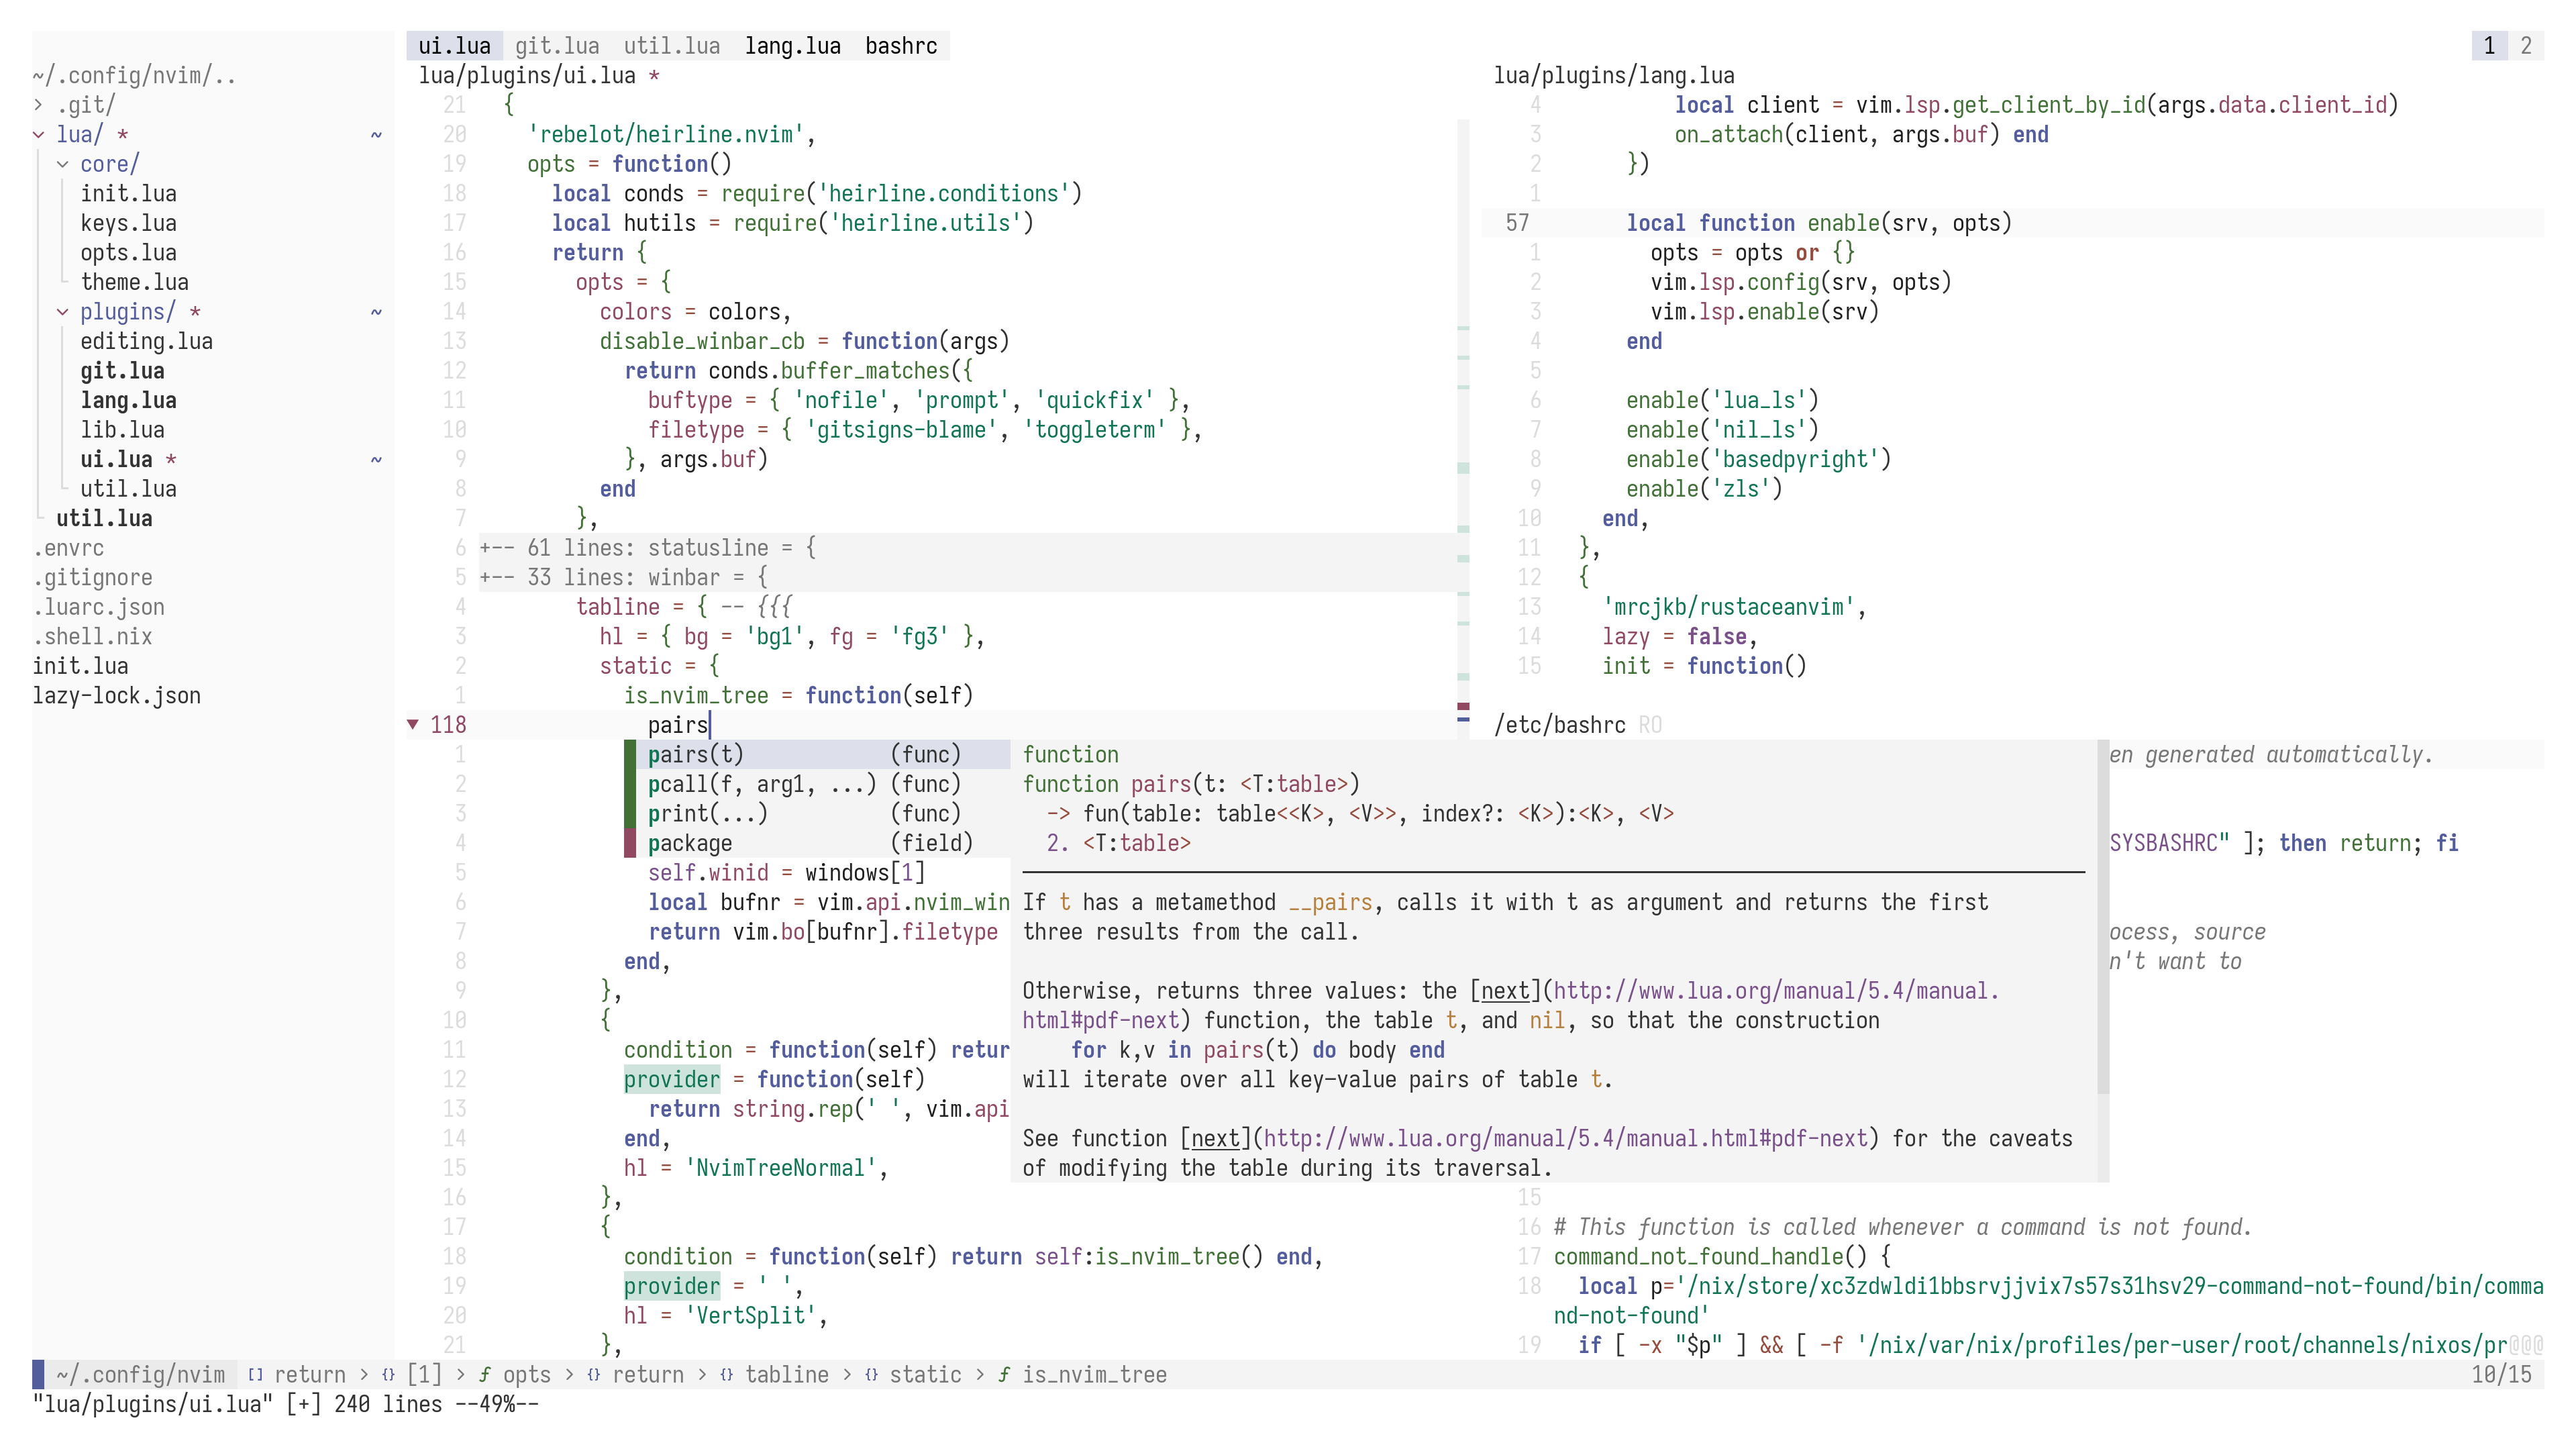 ui.lua git.lua util.lua lang.lua bashrc 1 2
~/.config/nvim/..
> .git/
lua/ * ~
core/
init.lua
keys.lua
opts.lua
theme.lua
plugins/ * ~
editing.lua
git.lua
lang.lua
lib.lua
ui.lua * ~
util.lua
util.lua
.envrc
.gitignore
.luarc.json
.shell.nix
init.lua
lazy-lock.json
lua/plugins/ui.lua *
21 {
20 'rebelot/heirline.nvim',
19 opts = function()
18 local conds = require('heirline.conditions')
17 local hutils = require('heirline.utils')
16 return {
15 opts = {
14 colors = colors,
13 disable_winbar_cb = function(args)
12 return conds.buffer_matches({
11 buftype = { 'nofile', 'prompt', 'quickfix' },
10 filetype = { 'gitsigns-blame', 'toggleterm' },
9 }, args.buf)
8 end
7 },
6 +-- 61 lines: statusline = {
5 +-- 33 lines: winbar = {
4 tabline = { -- {{{
3 hl = { bg = 'bg1', fg = 'fg3' },
2 static = {
1 is_nvim_tree = function(self)
▼ 118 pairs
1 pairs(t) (func)
2 pcall(f, arg1, ...) (func)
3 print(...) (func)
4 package (field)
5 self.winid = windows[1]
6 local bufnr = vim.api.nvim_win
7 return vim.bo[bufnr].filetype
8 end,
9 },
10 {
11 condition = function(self) retur
12 provider = function(self)
13 return string.rep(' ', vim.api
14 end,
15 hl = 'NvimTreeNormal',
16 },
17 {
18 condition = function(self) return self:is_nvim_tree() end,
19 provider = ' ',
20 hl = 'VertSplit',
21 },
function
function pairs(t: <T:table>)
-> fun(table: table<<K>, <V>>, index?: <K>):<K>, <V>
2. <T:table>
If t has a metamethod __pairs, calls it with t as argument and returns the first
three results from the call.
Otherwise, returns three values: the [next](http://www.lua.org/manual/5.4/manual.
html#pdf-next) function, the table t, and nil, so that the construction
for k,v in pairs(t) do body end
will iterate over all key-value pairs of table t.
See function [next](http://www.lua.org/manual/5.4/manual.html#pdf-next) for the caveats
of modifying the table during its traversal.
lua/plugins/lang.lua
4 local client = vim.lsp.get_client_by_id(args.data.client_id)
3 on_attach(client, args.buf) end
2 })
1
57 local function enable(srv, opts)
1 opts = opts or {}
2 vim.lsp.config(srv, opts)
3 vim.lsp.enable(srv)
4 end
5
6 enable('lua_ls')
7 enable('nil_ls')
8 enable('basedpyright')
9 enable('zls')
10 end,
11 },
12 {
13 'mrcjkb/rustaceanvim',
14 lazy = false,
15 init = function()
/etc/bashrc RO
en generated automatically.
SYSBASHRC" ]; then return; fi
ocess, source
n't want to
15
16 # This function is called whenever a command is not found.
17 command_not_found_handle() {
18 local p='/nix/store/xc3zdwldi1bbsrvjjvix7s57s31hsv29-command-not-found/bin/comma
nd-not-found'
19 if [ -x "$p" ] && [ -f '/nix/var/nix/profiles/per-user/root/channels/nixos/pr@@@
~/.config/nvim [] return > {} [1] > ƒ opts > {} return > {} tabline > {} static > ƒ is_nvim_tree 10/15
"lua/plugins/ui.lua" [+] 240 lines --49%--